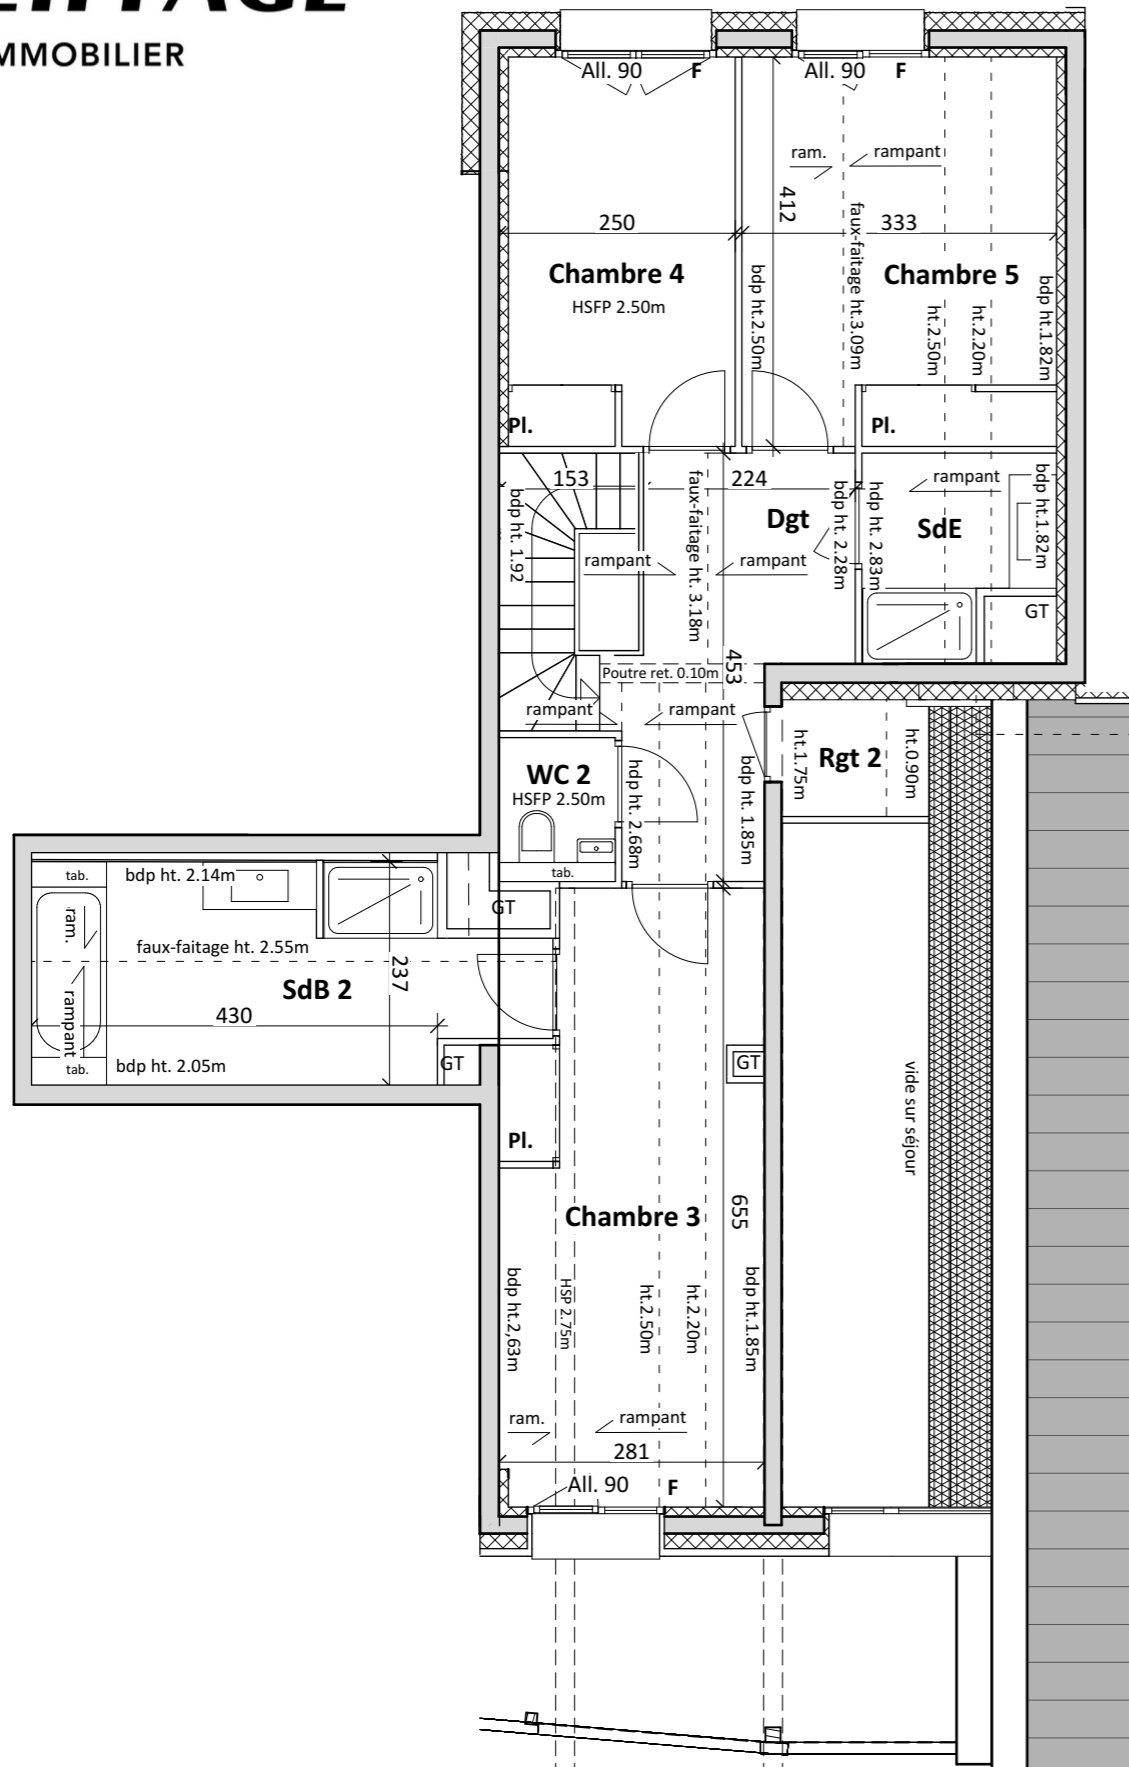 IMMOBILIER
All. 90
F
All. 90
F
ram.
rampant
412
250
333
Chambre 4
HSFP 2.50m
Chambre 5
bdp ht.2.50m
faux-faitage ht.3.09m
ht.2.50m
ht.2.20m
bdp ht.1.82m
Pl.
Pl.
153
224
rampant
bdp ht. 1.92
faux-faitage ht. 3.18m
Dgt
bdp ht. 2.28m
hdp ht. 2.83m
SdE
bdp ht.1.82m
rampant
rampant
GT
Poutre ret. 0.10m
453
rampant
rampant
WC 2
HSFP 2.50m
hdp ht. 2.68m
bdp ht. 1.85m
ht.1.75m
Rgt 2
ht.0.90m
tab.
tab.
bdp ht. 2.14m
GT
ram.
faux-faitage ht. 2.55m
SdB 2
237
430
rampant
tab.
bdp ht. 2.05m
GT
GT
vide sur séjour
Pl.
Chambre 3
655
bdp ht.2,63m
HSP 2.75m
ht.2.50m
ht.2.20m
bdp ht.1.85m
ram.
rampant
281
All. 90
F